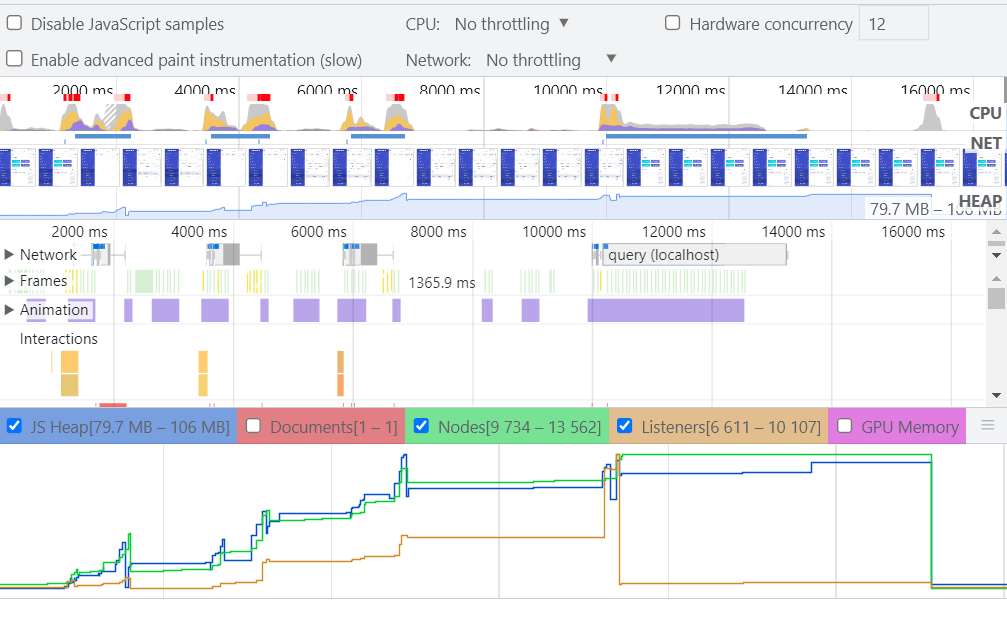 Disable JavaScript samples CPU: No throttling Hardware concurrency 12
Enable advanced paint instrumentation (slow) Network: No throttling
2000 ms 4000 ms 6000 ms 8000 ms 10000 ms 12000 ms 14000 ms 16000 ms
CPU
NET
HEAP
79.7 MB – 106 MB
2000 ms 4000 ms 6000 ms 8000 ms 10000 ms 12000 ms 14000 ms 16000 ms
Network query (localhost)
Frames 1365.9 ms
Animation
Interactions
JS Heap[79.7 MB – 106 MB] Documents[1 – 1] Nodes[9 734 – 13 562] Listeners[6 611 – 10 107] GPU Memory